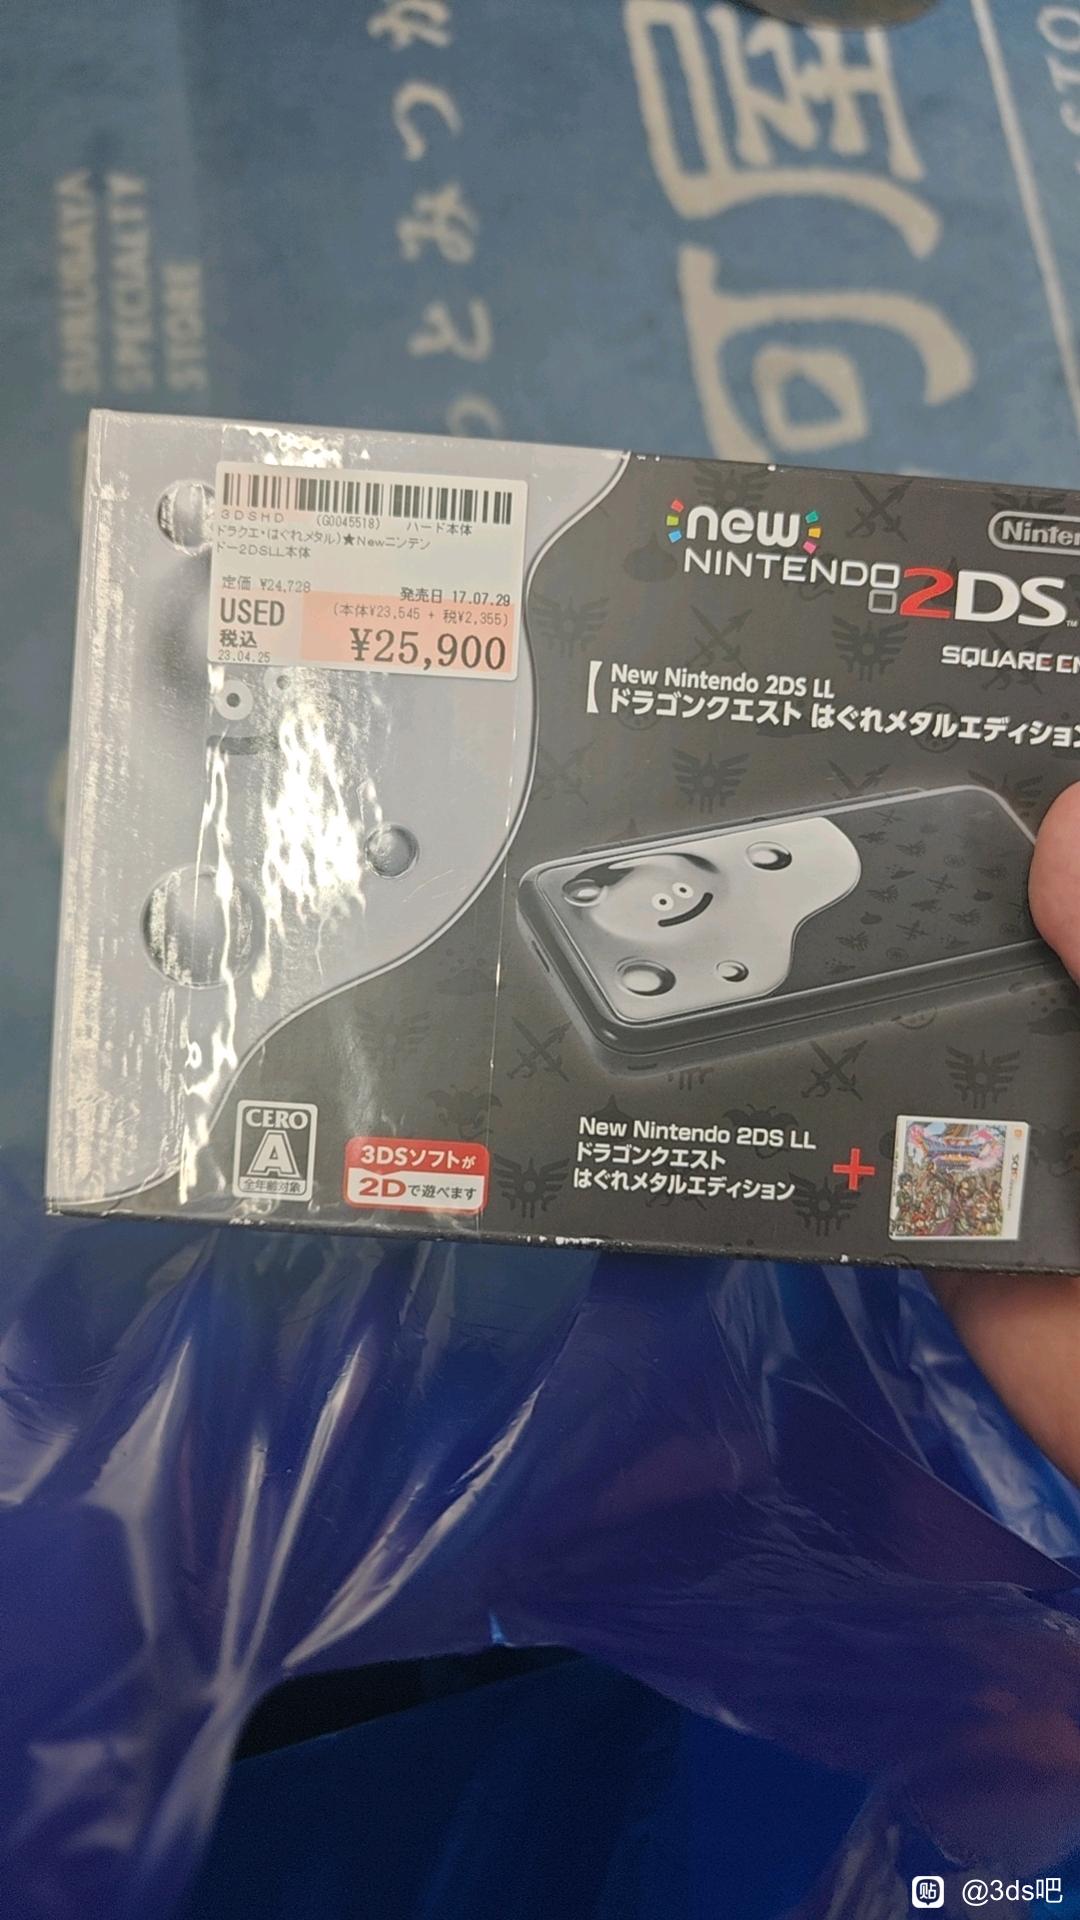 SURUGAYA
SPECIALTY
STORE
3DSHD (G0045518) ハード本体
ドラクエ・はぐれメタル)★Newニンテン
ドー2DSLL本体
定価 ¥24,728
発売日 17.07.29
USED
(本体¥23,545 + 税¥2,355)
税込
¥25,900
23.04.25
new
NINTENDO 2DS
TM
【New Nintendo 2DS LL
ドラゴンクエスト はぐれメタルエディション
CERO
A
全年齢対象
3DSソフトが
2Dで遊べます
New Nintendo 2DS LL
ドラゴンクエスト
はぐれメタルエディション
+
貼 @3ds吧